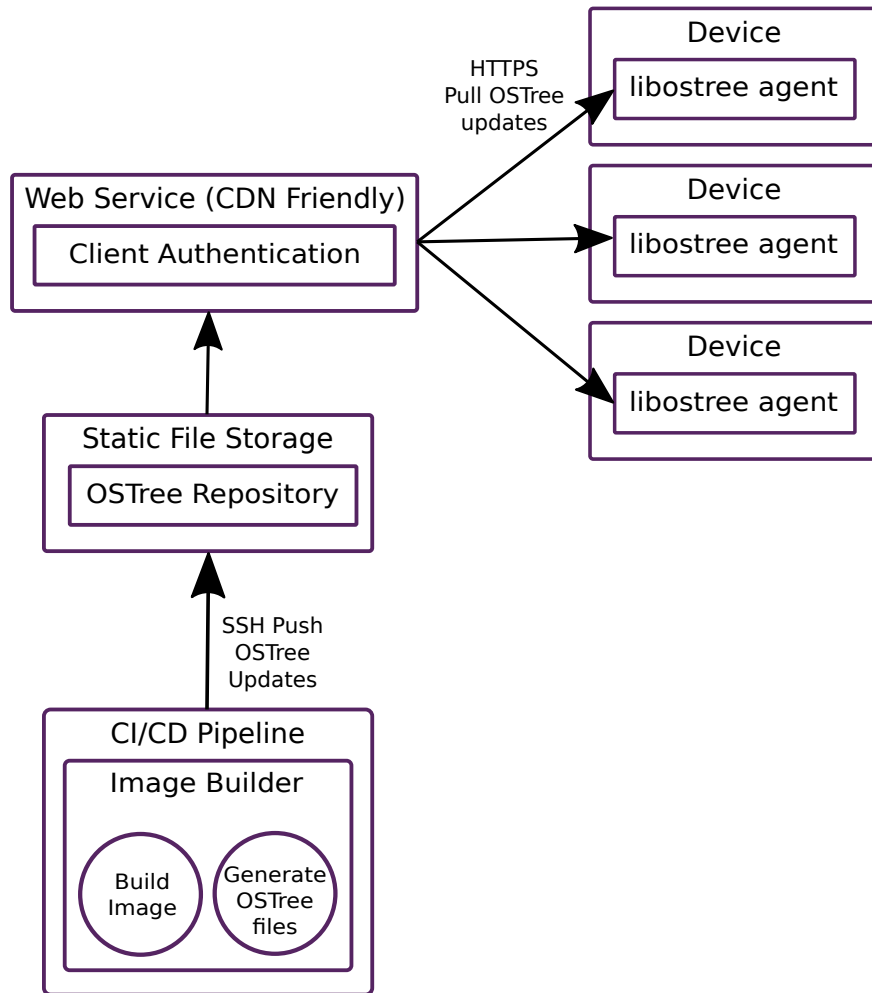 Device
libostree agent
HTTPS
Pull OSTree
updates
Device
libostree agent
Web Service (CDN Friendly)
Client Authentication
Device
libostree agent
Static File Storage
OSTree Repository
SSH Push
OSTree
Updates
CI/CD Pipeline
Image Builder
Build
Image
Generate
OSTree
files